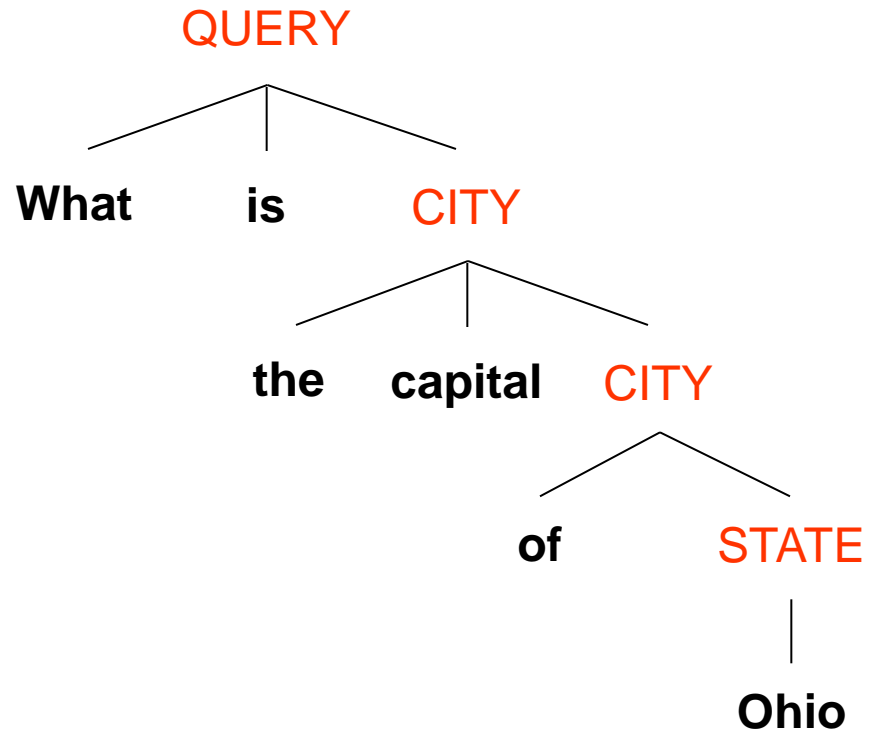 QUERY
What is CITY
the capital CITY
of STATE
Ohio